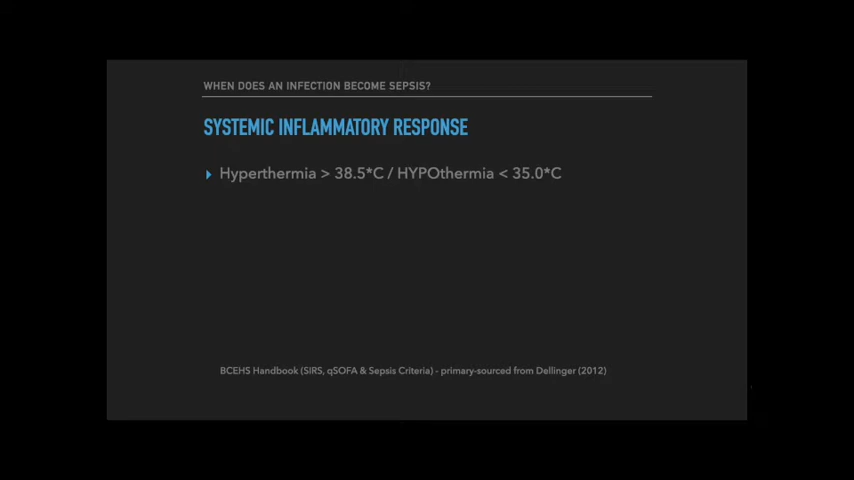 WHEN DOES AN INFECTION BECOME SEPSIS?
SYSTEMIC INFLAMMATORY RESPONSE
Hyperthermia > 38.5*C / HYPOthermia < 35.0*C
BCEHS Handbook (SIRS, qSOFA & Sepsis Criteria) - primary-sourced from Dellinger (2012)